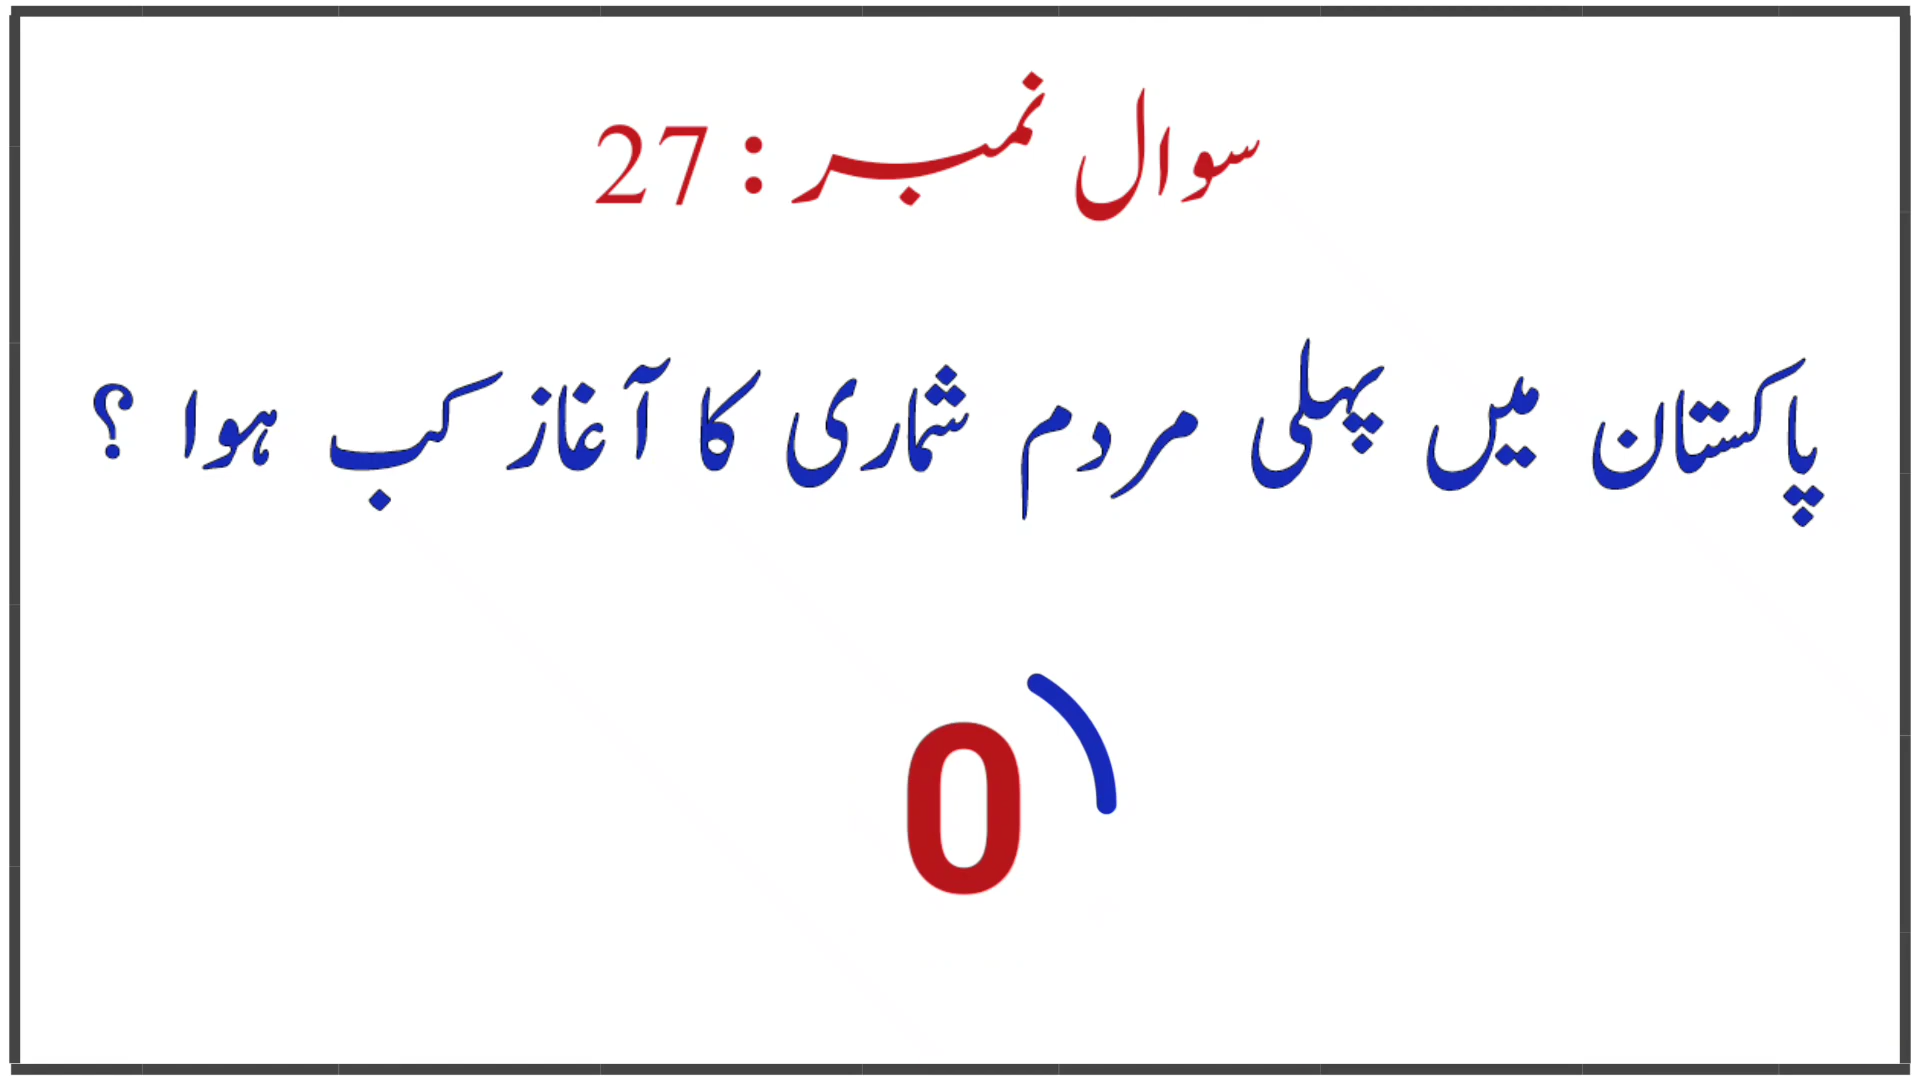 سوال نمبر : 27
پاکستان میں پہلی مردم شماری کا آغاز کب ہوا ؟
0